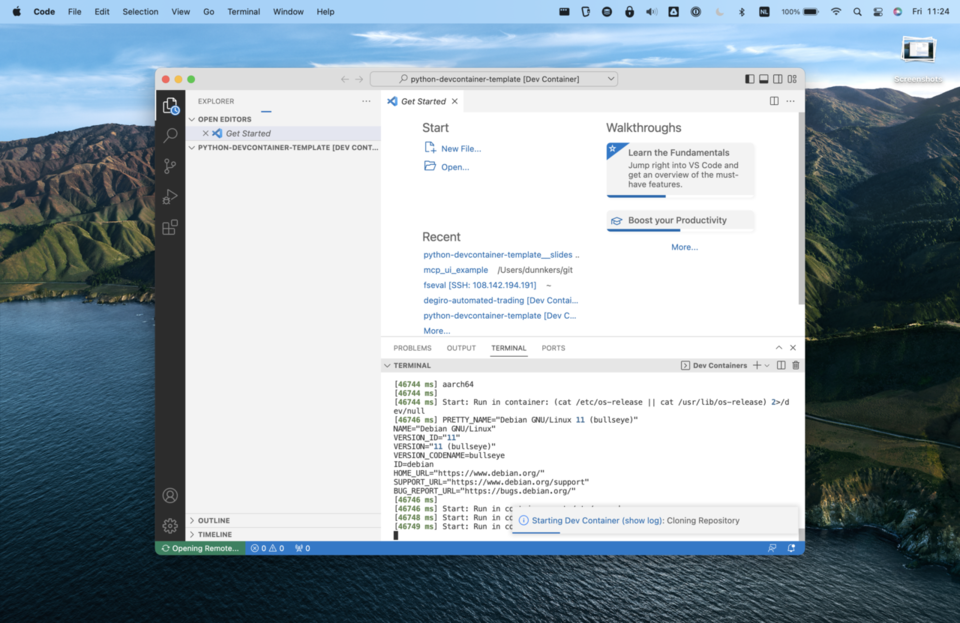 Code File Edit Selection View Go Terminal Window Help NL 100% Fri 11:24
Screenshots
python-devcontainer-template [Dev Container]
EXPLORER
OPEN EDITORS
Get Started
PYTHON-DEVCONTAINER-TEMPLATE [DEV CONT...
OUTLINE
TIMELINE
Get Started
Start
New File...
Open...
Recent
python-devcontainer-template__slides ..
mcp_ui_example /Users/dunnkers/git
fseval [SSH: 108.142.194.191] ~
degiro-automated-trading [Dev Contai...
python-devcontainer-template [Dev C...
More...
Walkthroughs
Learn the Fundamentals
Jump right into VS Code and
get an overview of the must-
have features.
Boost your Productivity
More...
PROBLEMS OUTPUT TERMINAL PORTS
TERMINAL Dev Containers
[46744 ms] aarch64
[46744 ms]
[46744 ms] Start: Run in container: (cat /etc/os-release || cat /usr/lib/os-release) 2>/d
ev/null
[46746 ms] PRETTY_NAME="Debian GNU/Linux 11 (bullseye)"
NAME="Debian GNU/Linux"
VERSION_ID="11"
VERSION="11 (bullseye)"
VERSION_CODENAME=bullseye
ID=debian
HOME_URL="https://www.debian.org/"
SUPPORT_URL="https://www.debian.org/support"
BUG_REPORT_URL="https://bugs.debian.org/"
[46746 ms]
[46746 ms] Start: Run in
[46748 ms] Start: Run in
[46749 ms] Start: Run in
Starting Dev Container (show log): Cloning Repository
Opening Remote... 0 0 0